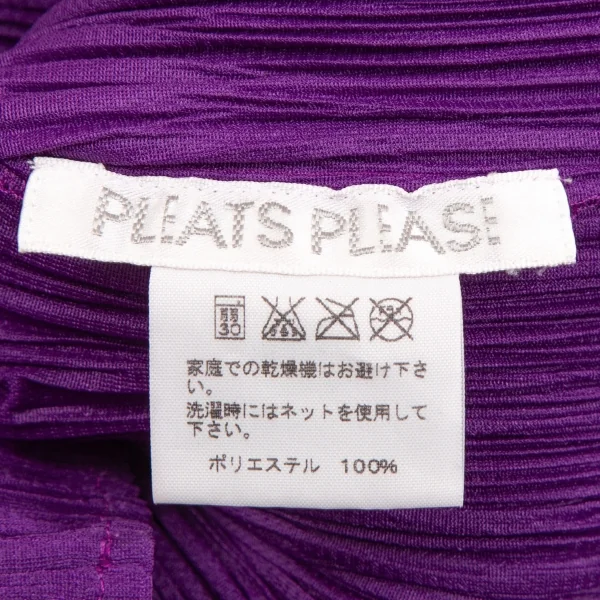 PLEATS PLEASE
30
家庭での乾燥機はお避け下さ
い。
洗濯時にはネットを使用して
下さい。
ポリエステル 100%